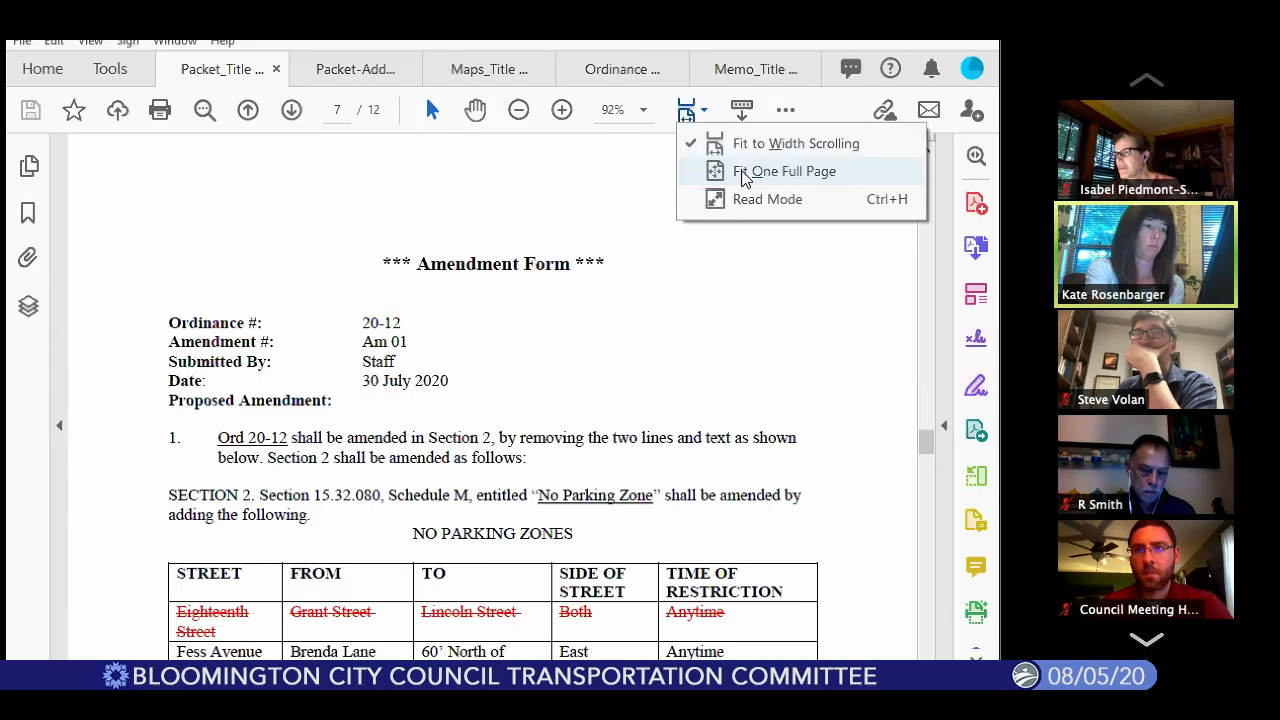 File Edit View Sign Window Help
Home Tools Packet_Title ... × Packet-Add... Maps_Title ... Ordinance ... Memo_Title ...
7 / 12 92%
Fit to Width Scrolling
Fit One Full Page
Read Mode Ctrl+H
*** Amendment Form ***
Ordinance #: 20-12
Amendment #: Am 01
Submitted By: Staff
Date: 30 July 2020
Proposed Amendment:
1. Ord 20-12 shall be amended in Section 2, by removing the two lines and text as shown
below. Section 2 shall be amended as follows:
SECTION 2. Section 15.32.080, Schedule M, entitled “No Parking Zone” shall be amended by
adding the following.
NO PARKING ZONES
STREET FROM TO SIDE OF STREET TIME OF RESTRICTION
Eighteenth Street Grant Street Lincoln Street Both Anytime
Fess Avenue Brenda Lane 60’ North of East Anytime
Isabel Piedmont-S...
Kate Rosenbarger
Steve Volan
R Smith
Council Meeting H...
BLOOMINGTON CITY COUNCIL TRANSPORTATION COMMITTEE 08/05/20